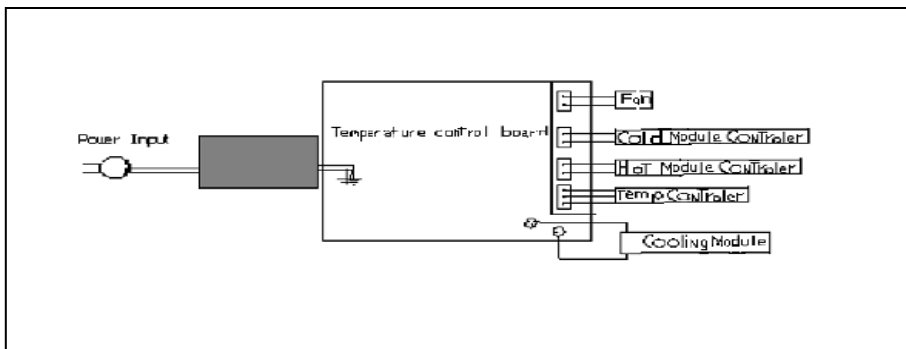 Power Input
Temperature control board
Fan
Cold Module Controler
Hot Module Controler
Temp Controler
Cooling Module